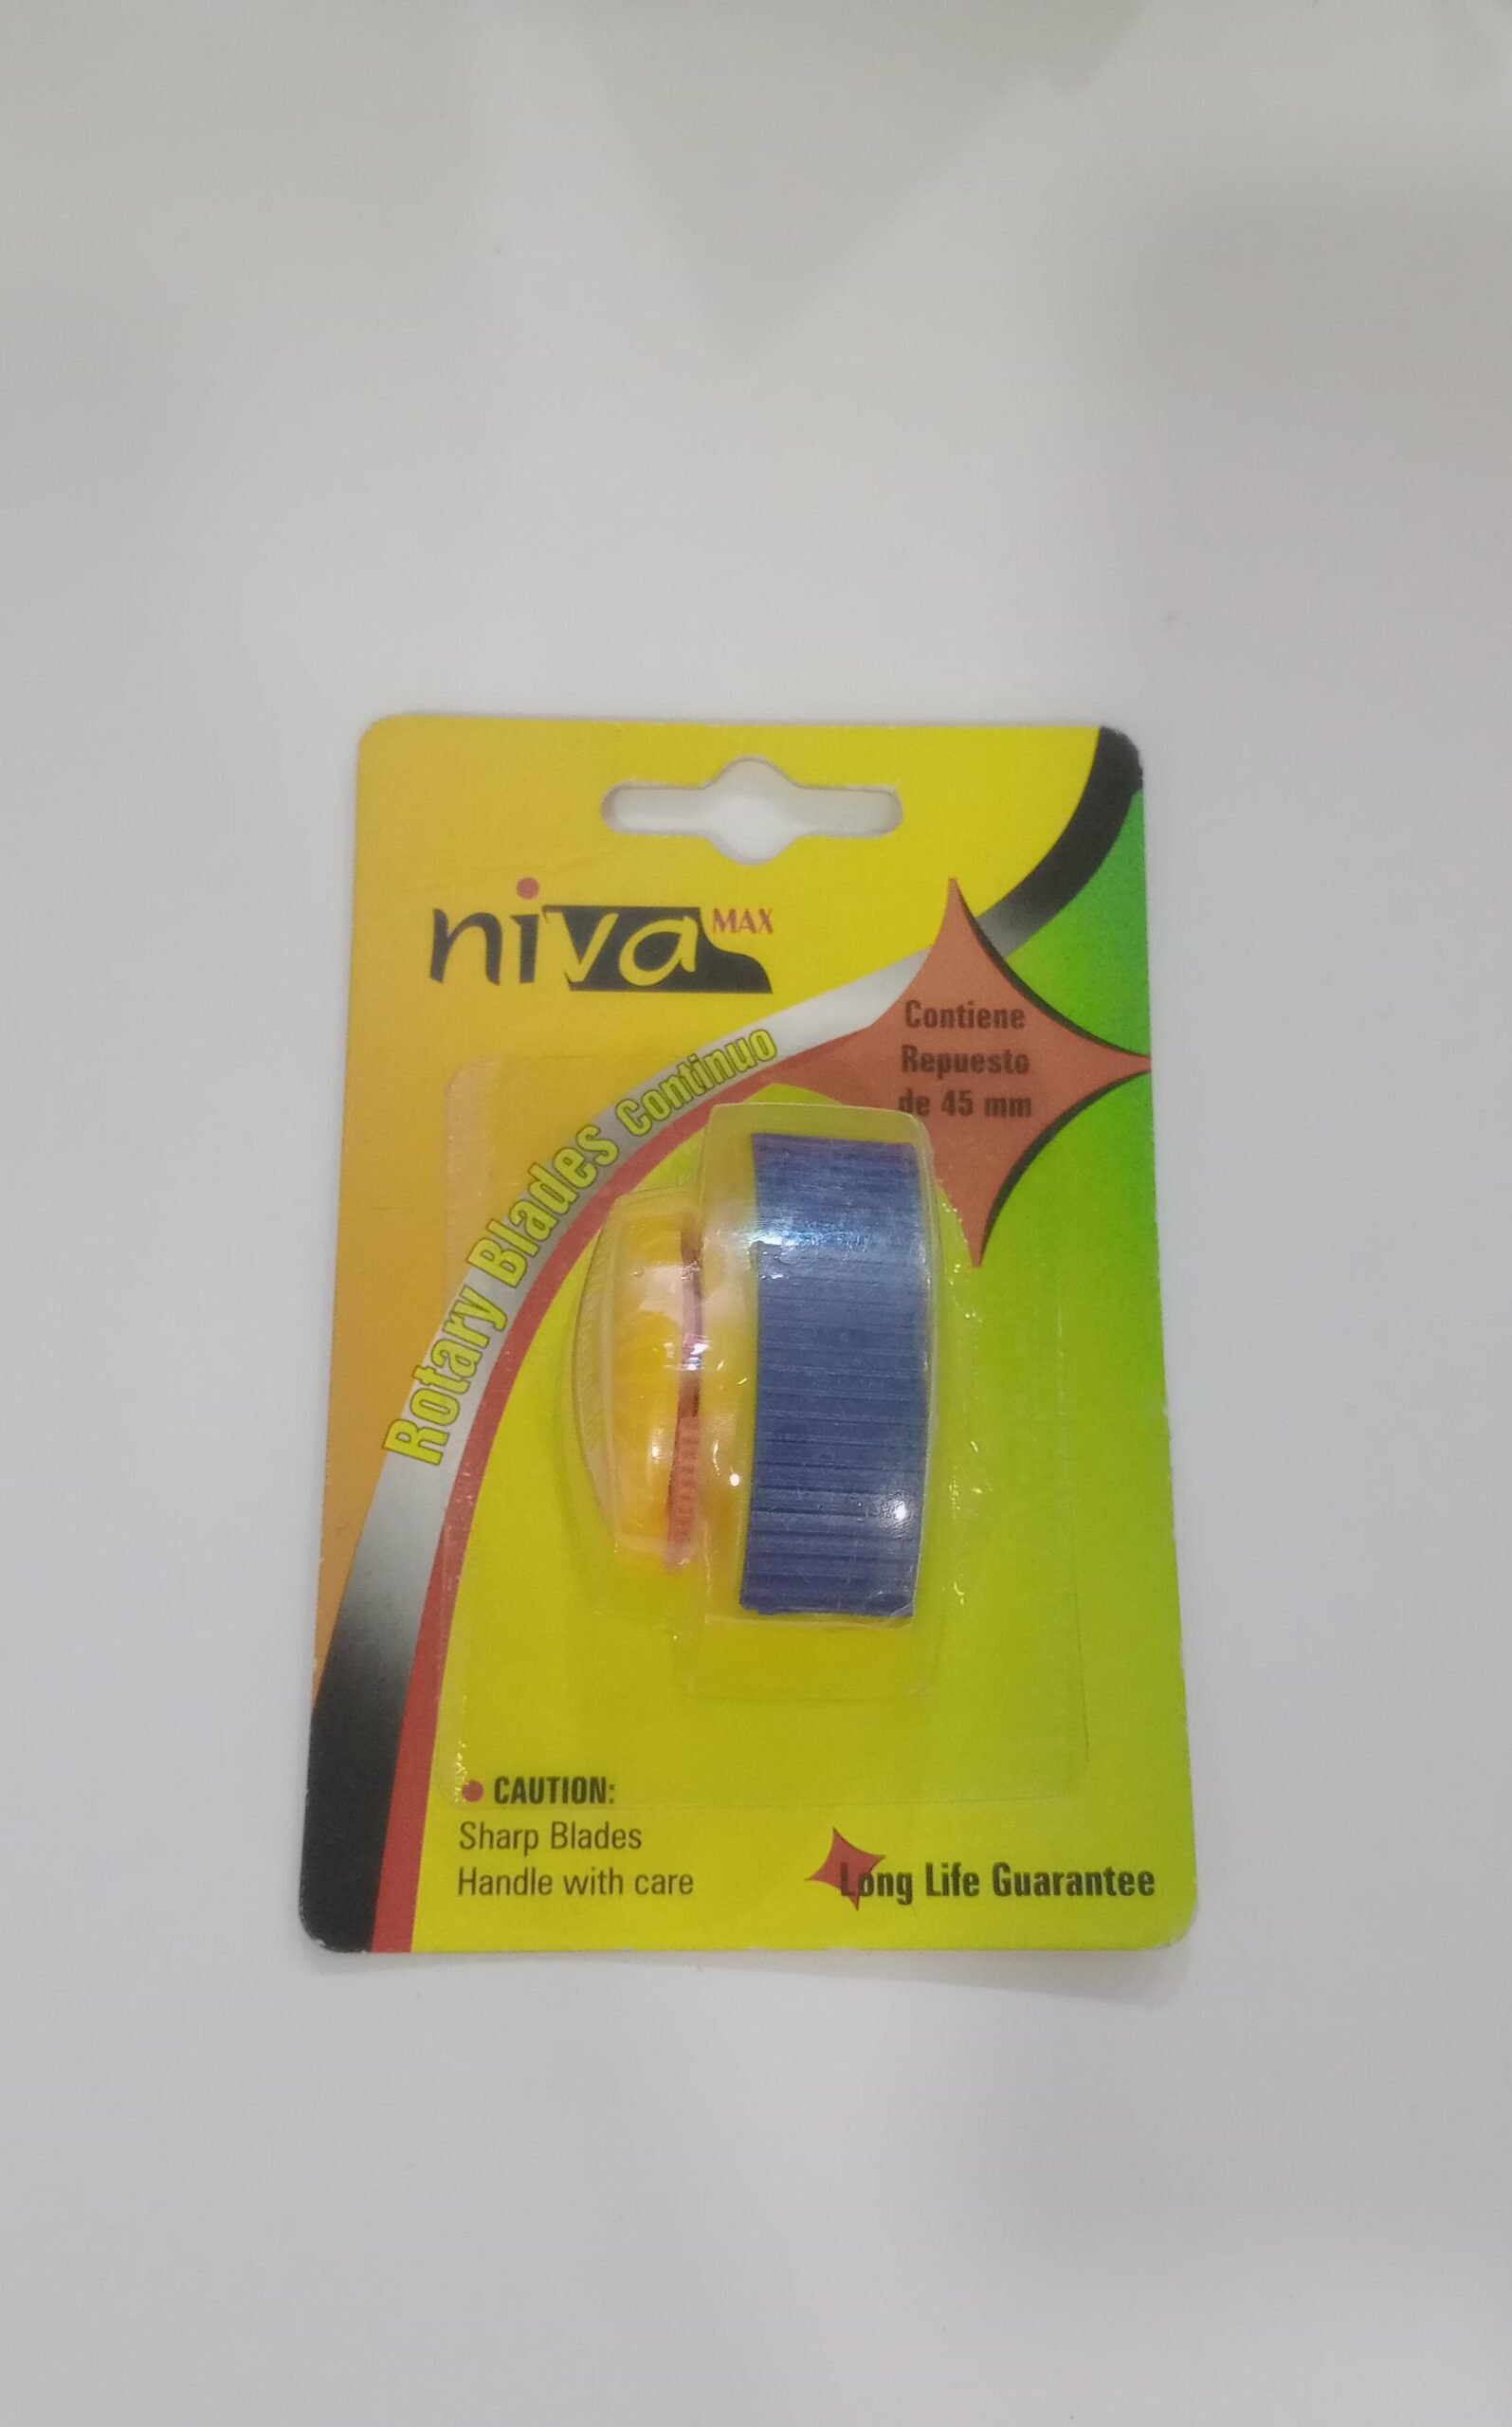 niva MAX
Rotary Blades Continuo
Contiene
Repuesto
de 45 mm
CAUTION:
Sharp Blades
Handle with care
Long Life Guarantee